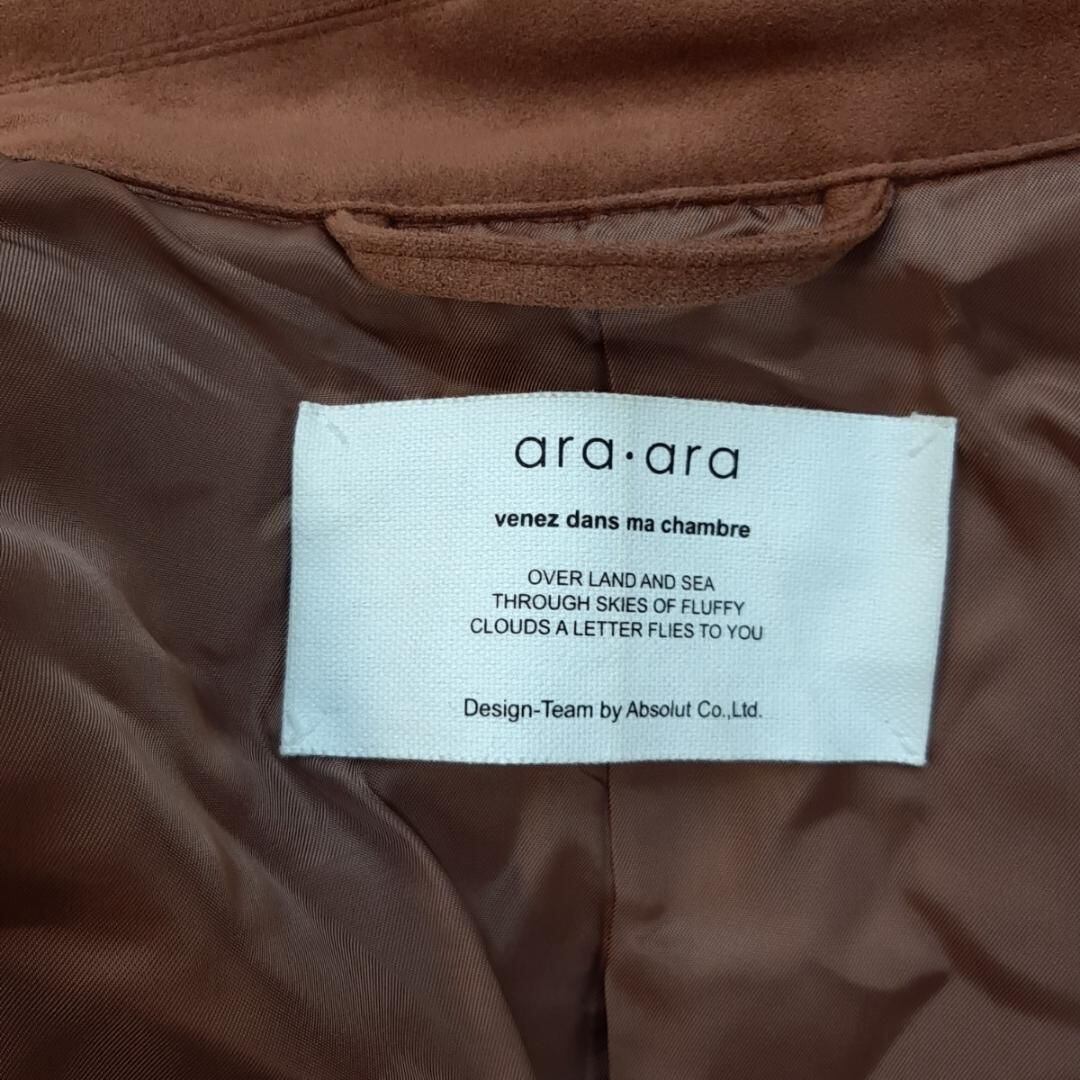 ara·ara
venez dans ma chambre
OVER LAND AND SEA
THROUGH SKIES OF FLUFFY
CLOUDS A LETTER FLIES TO YOU
Design-Team by Absolut Co.,Ltd.